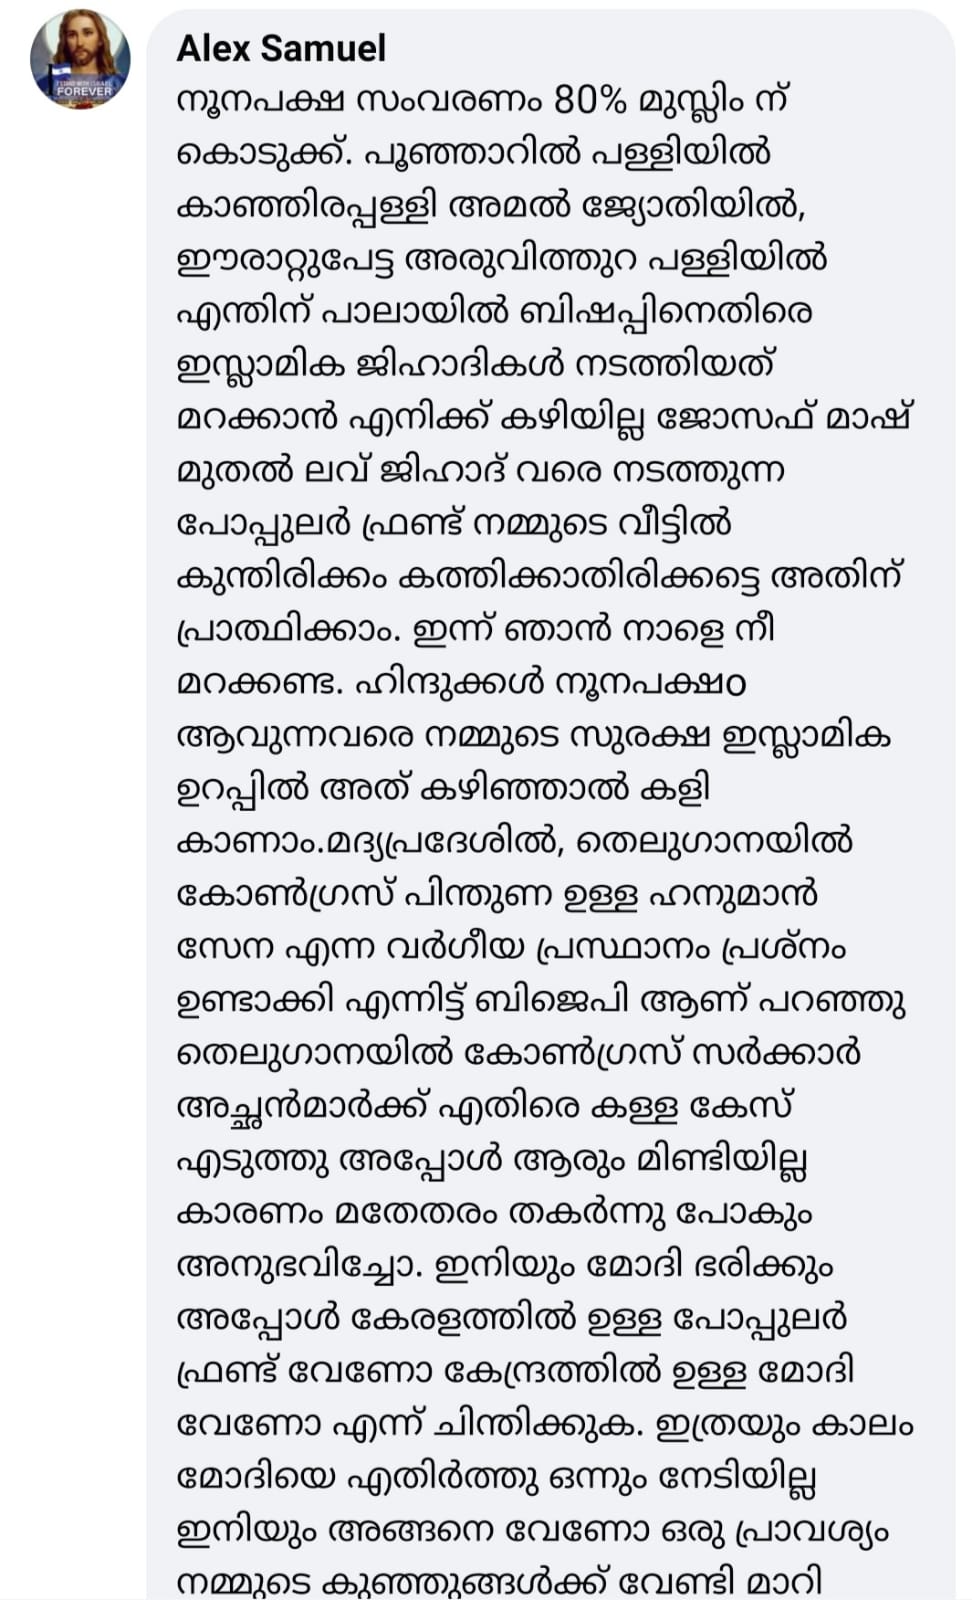 FOREVER
Alex Samuel
നൂനപക്ഷ സംവരണം 80% മുസ്ലിം ന്
കൊടുക്ക്. പൂഞ്ഞാറിൽ പള്ളിയിൽ
കാഞ്ഞിരപ്പള്ളി അമൽ ജ്യോതിയിൽ,
ഈരാറ്റുപേട്ട അരുവിത്തുറ പള്ളിയിൽ
എന്തിന് പാലായിൽ ബിഷപ്പിനെതിരെ
ഇസ്ലാമിക ജിഹാദികൾ നടത്തിയത്
മറക്കാൻ എനിക്ക് കഴിയില്ല ജോസഫ് മാഷ്
മുതൽ ലവ് ജിഹാദ് വരെ നടത്തുന്ന
പോപ്പുലർ ഫ്രണ്ട് നമ്മുടെ വീട്ടിൽ
കുന്തിരിക്കം കത്തിക്കാതിരിക്കട്ടെ അതിന്
പ്രാത്ഥിക്കാം. ഇന്ന് ഞാൻ നാളെ നീ
മറക്കണ്ട. ഹിന്ദുക്കൾ നൂനപക്ഷo
ആവുന്നവരെ നമ്മുടെ സുരക്ഷ ഇസ്ലാമിക
ഉറപ്പിൽ അത് കഴിഞ്ഞാൽ കളി
കാണാം.മദ്യപ്രദേശിൽ, തെലുഗാനയിൽ
കോൺഗ്രസ് പിന്തുണ ഉള്ള ഹനുമാൻ
സേന എന്ന വർഗീയ പ്രസ്ഥാനം പ്രശ്നം
ഉണ്ടാക്കി എന്നിട്ട് ബിജെപി ആണ് പറഞ്ഞു
തെലുഗാനയിൽ കോൺഗ്രസ് സർക്കാർ
അച്ഛൻമാർക്ക് എതിരെ കള്ള കേസ്
എടുത്തു അപ്പോൾ ആരും മിണ്ടിയില്ല
കാരണം മതേതരം തകർന്നു പോകും
അനുഭവിച്ചോ. ഇനിയും മോദി ഭരിക്കും
അപ്പോൾ കേരളത്തിൽ ഉള്ള പോപ്പുലർ
ഫ്രണ്ട് വേണോ കേന്ദ്രത്തിൽ ഉള്ള മോദി
വേണോ എന്ന് ചിന്തിക്കുക. ഇത്രയും കാലം
മോദിയെ എതിർത്തു ഒന്നും നേടിയില്ല
ഇനിയും അങ്ങനെ വേണോ ഒരു പ്രാവശ്യം
നമ്മുടെ കുഞ്ഞുങ്ങൾക്ക് വേണ്ടി മാറി